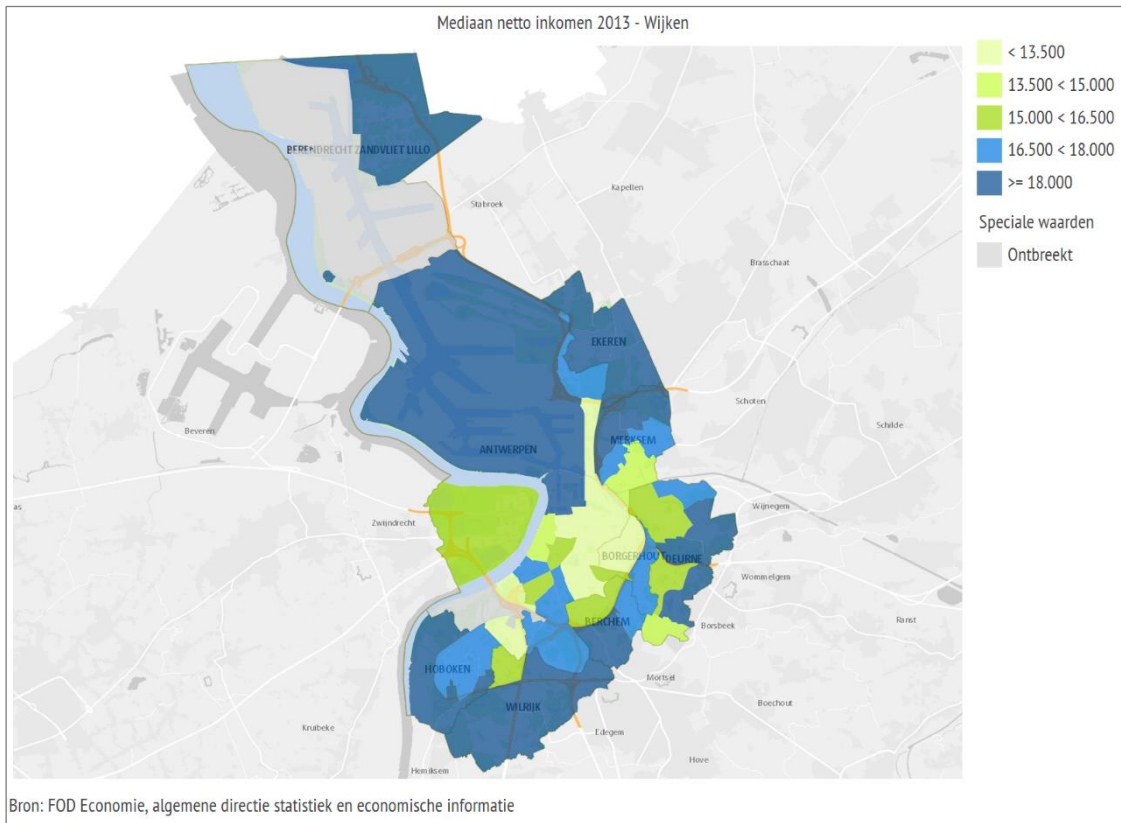 Mediaan netto inkomen 2013 - Wijken
< 13.500
13.500 < 15.000
15.000 < 16.500
16.500 < 18.000
>= 18.000
Speciale waarden
Ontbreekt
BERENDRECHT ZANDVLIET LILLO
Kapellen
Stabroek
Brasschaat
EKEREN
Schoten
Schilde
Beveren
MERKSEM
ANTWERPEN
as
Zwijndrecht
Wijnegem
BORGERHOUT
DEURNE
Wommelgem
BERCHEM
Borsbeek
Ranst
HOBOKEN
Mortsel
WILRIJK
Boechout
Kruibeke
Edegem
Hove
Hemiksem
Bron: FOD Economie, algemene directie statistiek en economische informatie